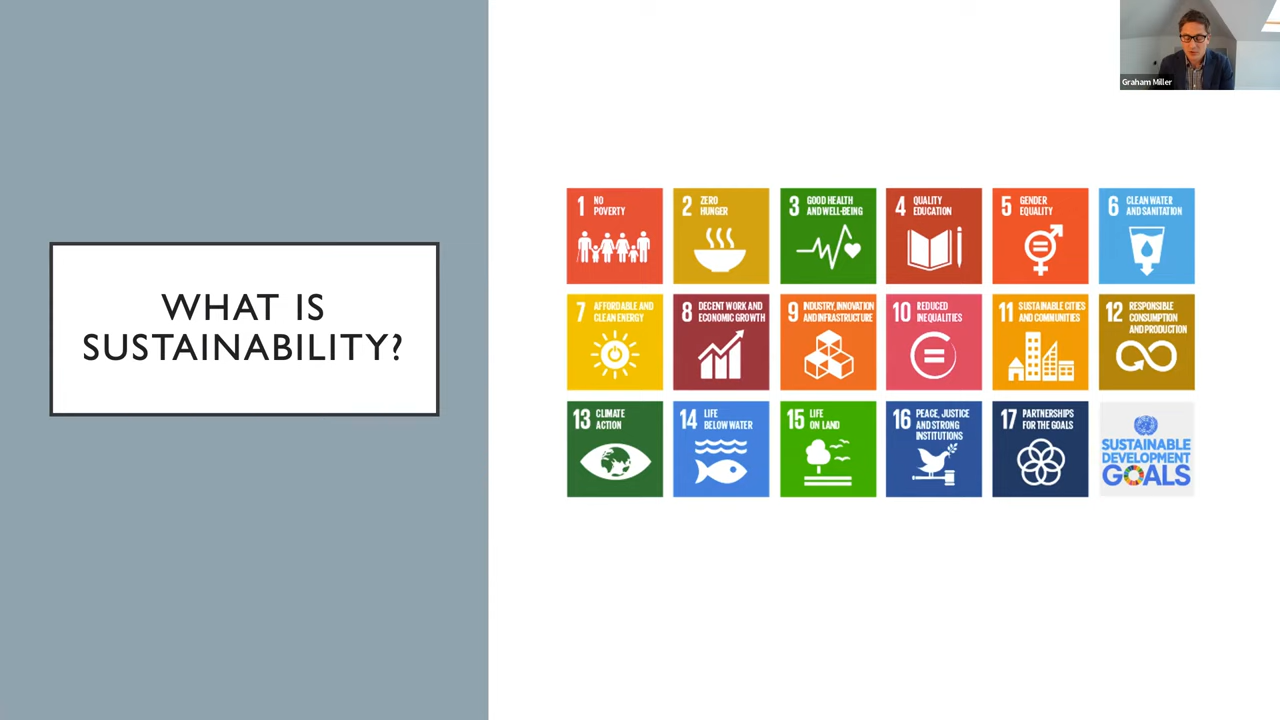 Graham Miller
WHAT IS
SUSTAINABILITY?
1 NO
POVERTY
2 ZERO
HUNGER
3 GOOD HEALTH
AND WELL-BEING
4 QUALITY
EDUCATION
5 GENDER
EQUALITY
6 CLEAN WATER
AND SANITATION
7 AFFORDABLE AND
CLEAN ENERGY
8 DECENT WORK AND
ECONOMIC GROWTH
9 INDUSTRY, INNOVATION
AND INFRASTRUCTURE
10 REDUCED
INEQUALITIES
11 SUSTAINABLE CITIES
AND COMMUNITIES
12 RESPONSIBLE
CONSUMPTION
AND PRODUCTION
13 CLIMATE
ACTION
14 LIFE
BELOW WATER
15 LIFE
ON LAND
16 PEACE, JUSTICE
AND STRONG
INSTITUTIONS
17 PARTNERSHIPS
FOR THE GOALS
SUSTAINABLE
DEVELOPMENT
GOALS